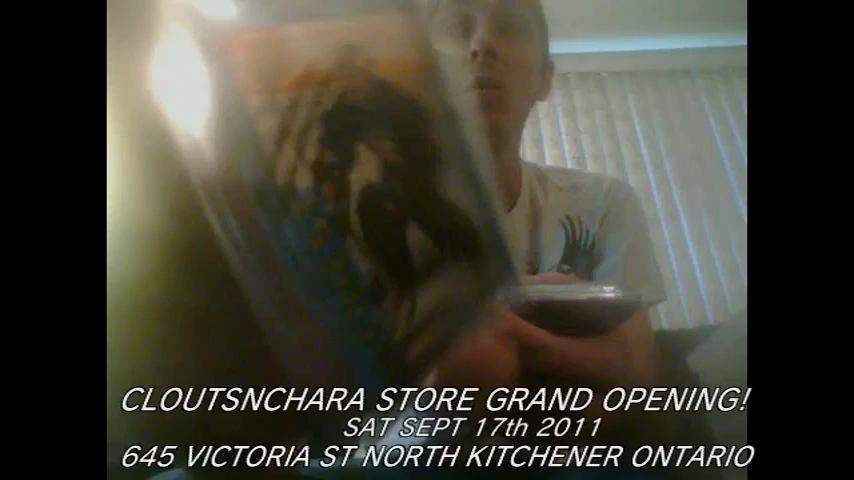 CLOUTSNCHARA STORE GRAND OPENING!
SAT SEPT 17th 2011
645 VICTORIA ST NORTH KITCHENER ONTARIO